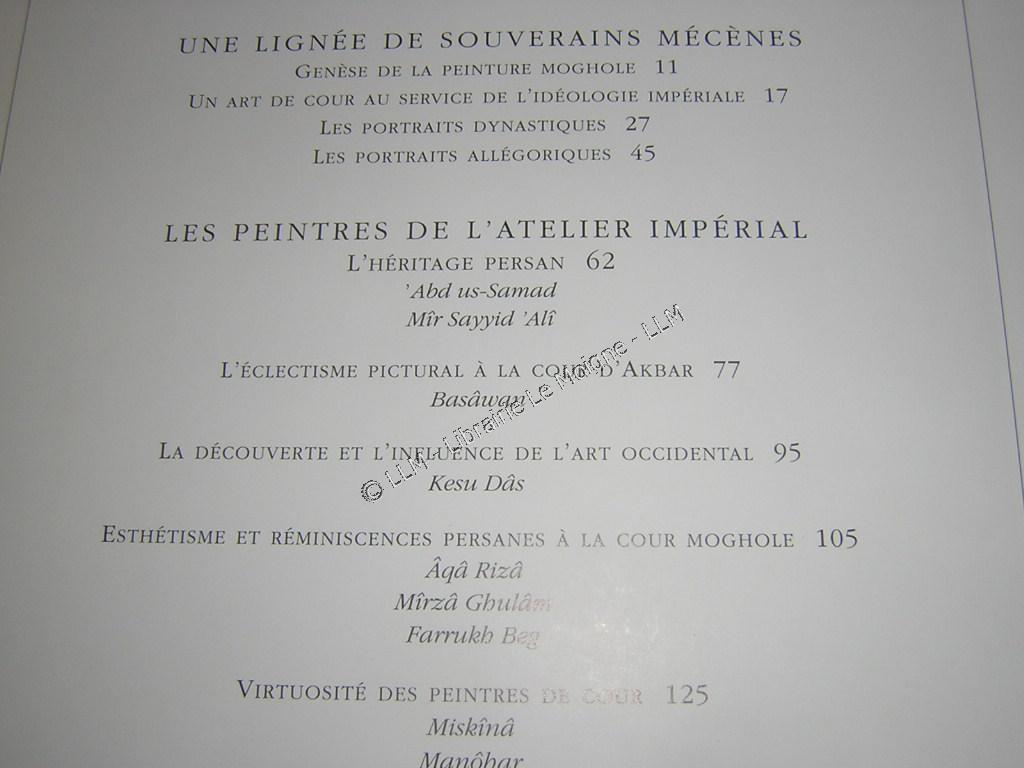 UNE LIGNÉE DE SOUVERAINS MÉCÈNES
GENÈSE DE LA PEINTURE MOGHOLE 11
UN ART DE COUR AU SERVICE DE L'IDÉOLOGIE IMPÉRIALE 17
LES PORTRAITS DYNASTIQUES 27
LES PORTRAITS ALLÉGORIQUES 45
LES PEINTRES DE L'ATELIER IMPÉRIAL
L'HÉRITAGE PERSAN 62
'Abd us-Samad
Mîr Sayyid 'Alî
L'ÉCLECTISME PICTURAL À LA COUR D'AKBAR 77
Basâwan
LA DÉCOUVERTE ET L'INFLUENCE DE L'ART OCCIDENTAL 95
Kesu Dâs
ESTHÉTISME ET RÉMINISCENCES PERSANES À LA COUR MOGHOLE 105
Âqâ Rizâ
Mîrzâ Ghulâm
Farrukh Beg
VIRTUOSITÉ DES PEINTRES DE COUR 125
Miskînâ
Manôhar
© LLM - Librairie Le Maigne - LLM